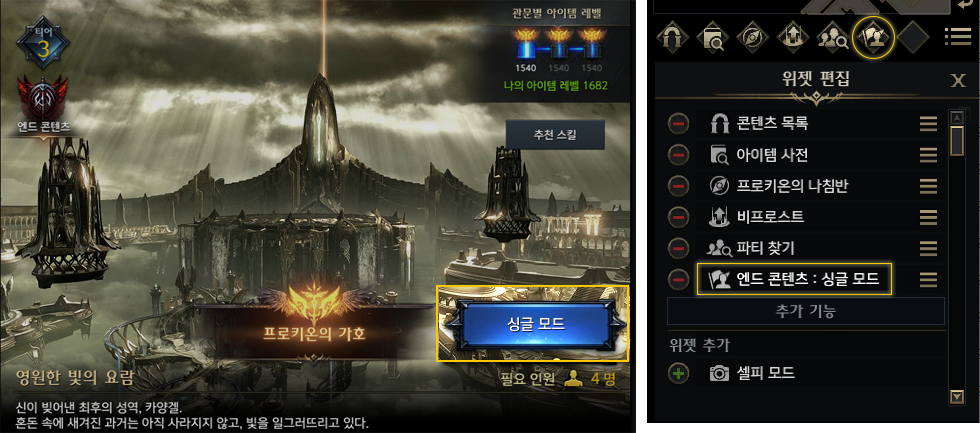 티어
3
엔드 콘텐츠
관문별 아이템 레벨
1540 1540 1540
나의 아이템 레벨 1682
추천 스킬
프로키온의 가호
싱글 모드
영원한 빛의 요람
필요 인원 4 명
신이 빚어낸 최후의 성역, 카양겔.
혼돈 속에 새겨진 과거는 아직 사라지지 않고, 빛을 일그러뜨리고 있다.
위젯 편집
X
콘텐츠 목록
아이템 사전
프로키온의 나침반
비프로스트
파티 찾기
엔드 콘텐츠 : 싱글 모드
추가 기능
위젯 추가
셀피 모드